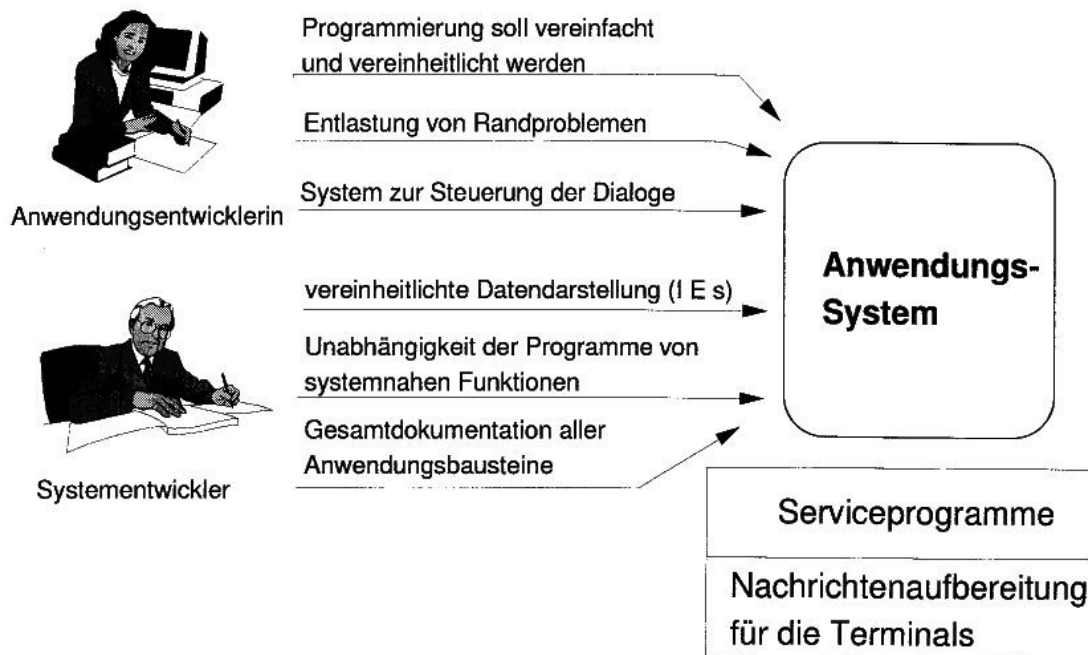 Programmierung soll vereinfacht
und vereinheitlicht werden
Entlastung von Randproblemen
System zur Steuerung der Dialoge
Anwendungsentwicklerin
vereinheitlichte Datendarstellung (I E s)
Unabhängigkeit der Programme von
systemnahen Funktionen
Gesamtdokumentation aller
Anwendungsbausteine
Systementwickler
Anwendungs-
System
Serviceprogramme
Nachrichtenaufbereitung
für die Terminals